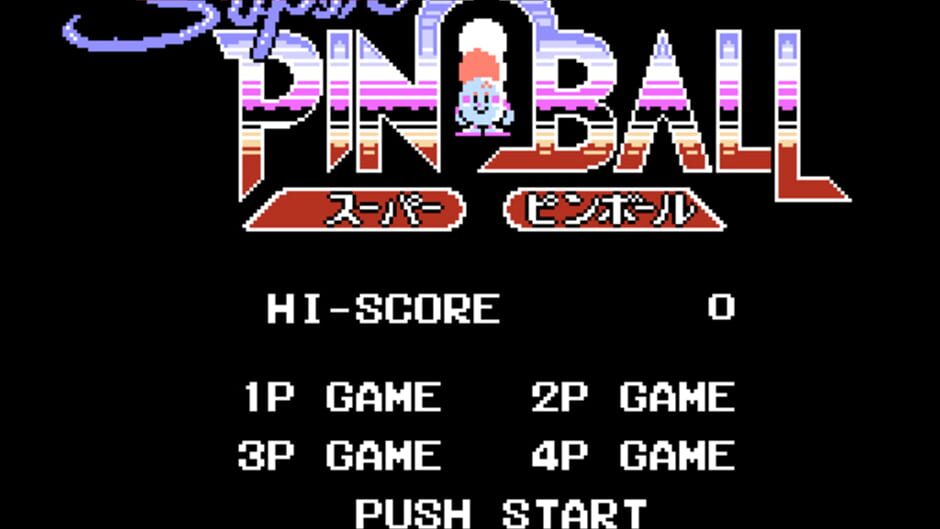 Super
PINBALL
スーパー ピンボール
HI-SCORE 0
1P GAME 2P GAME
3P GAME 4P GAME
PUSH START